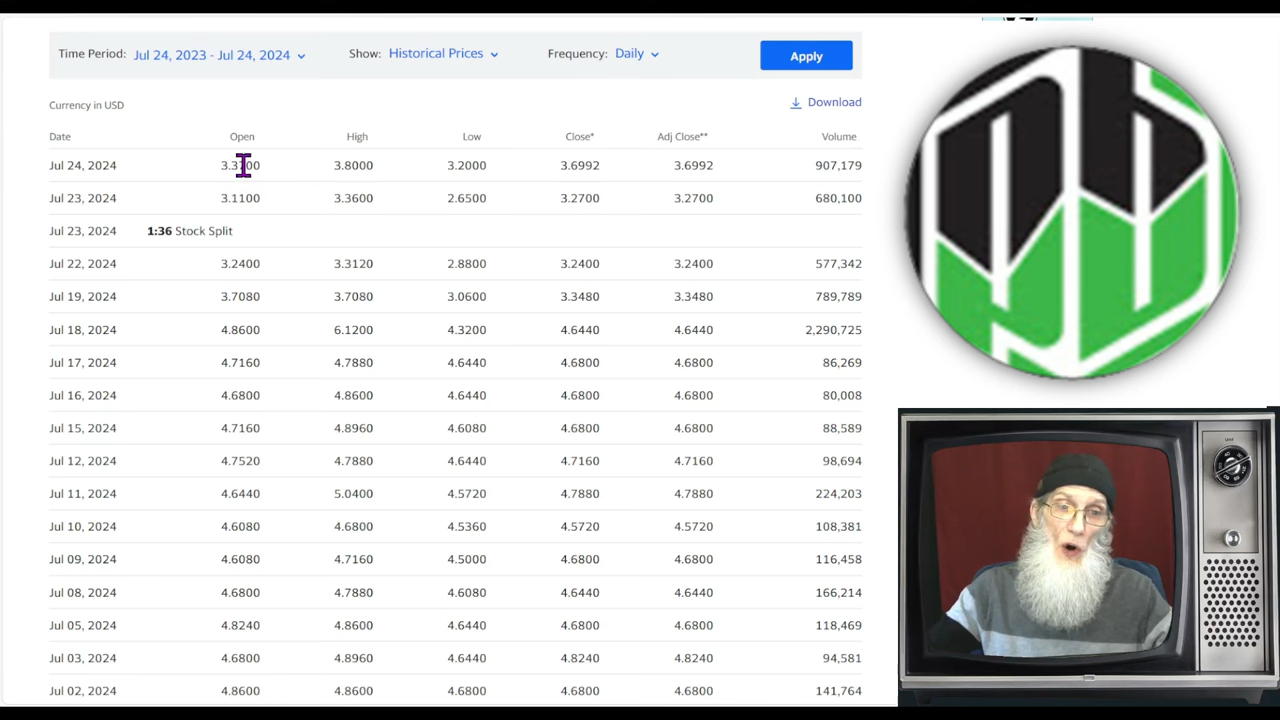 Time Period: Jul 24, 2023 - Jul 24, 2024 Show: Historical Prices Frequency: Daily Apply
Currency in USD Download
Date Open High Low Close* Adj Close** Volume
Jul 24, 2024 3.8000 3.2000 3.6992 3.6992 907,179
Jul 23, 2024 3.1100 3.3600 2.6500 3.2700 3.2700 680,100
Jul 23, 2024 1:36 Stock Split
Jul 22, 2024 3.2400 3.3120 2.8800 3.2400 3.2400 577,342
Jul 19, 2024 3.7080 3.7080 3.0600 3.3480 3.3480 789,789
Jul 18, 2024 4.8600 6.1200 4.3200 4.6440 4.6440 2,290,725
Jul 17, 2024 4.7160 4.7880 4.6440 4.6800 4.6800 86,269
Jul 16, 2024 4.6800 4.8600 4.6440 4.6800 4.6800 80,008
Jul 15, 2024 4.7160 4.8960 4.6080 4.6800 4.6800 88,589
Jul 12, 2024 4.7520 4.7880 4.6440 4.7160 4.7160 98,694
Jul 11, 2024 4.6440 5.0400 4.5720 4.7880 4.7880 224,203
Jul 10, 2024 4.6080 4.6800 4.5360 4.5720 4.5720 108,381
Jul 09, 2024 4.6080 4.7160 4.5000 4.6800 4.6800 116,458
Jul 08, 2024 4.6800 4.7880 4.6080 4.6440 4.6440 166,214
Jul 05, 2024 4.8240 4.8600 4.6440 4.6800 4.6800 118,469
Jul 03, 2024 4.6800 4.8960 4.6440 4.8240 4.8240 94,581
Jul 02, 2024 4.8600 4.8600 4.6800 4.6800 4.6800 141,764